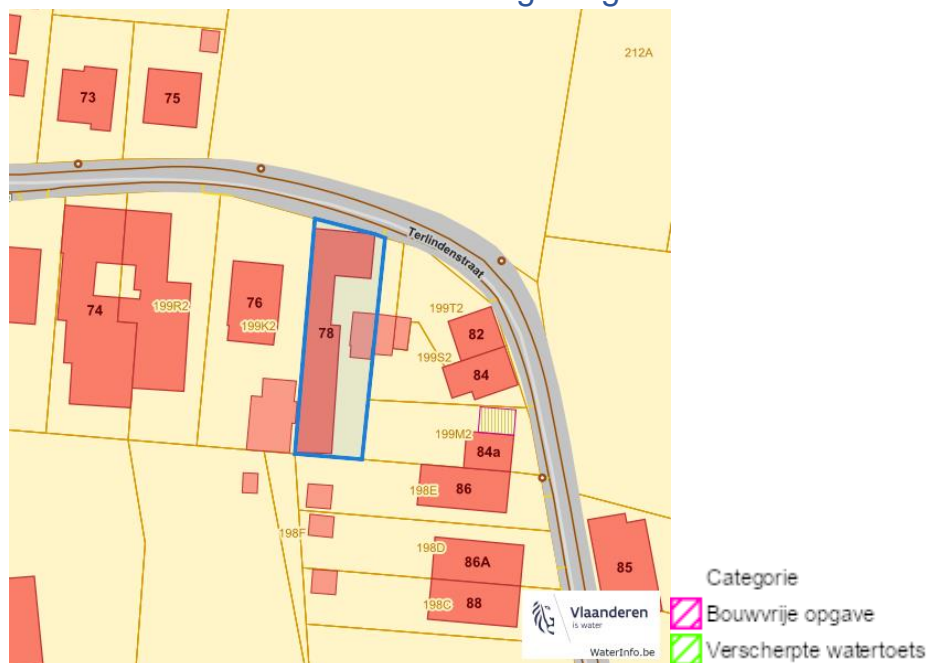 212A
73
75
Terlindenstraat
74
199R2
76
199K2
78
199T2
82
199S2
84
199M2
84a
198E
86
198F
198D
86A
85
198C
88
Vlaanderen
is water
WaterInfo.be
Categorie
Bouwvrije opgave
Verscherpte watertoets